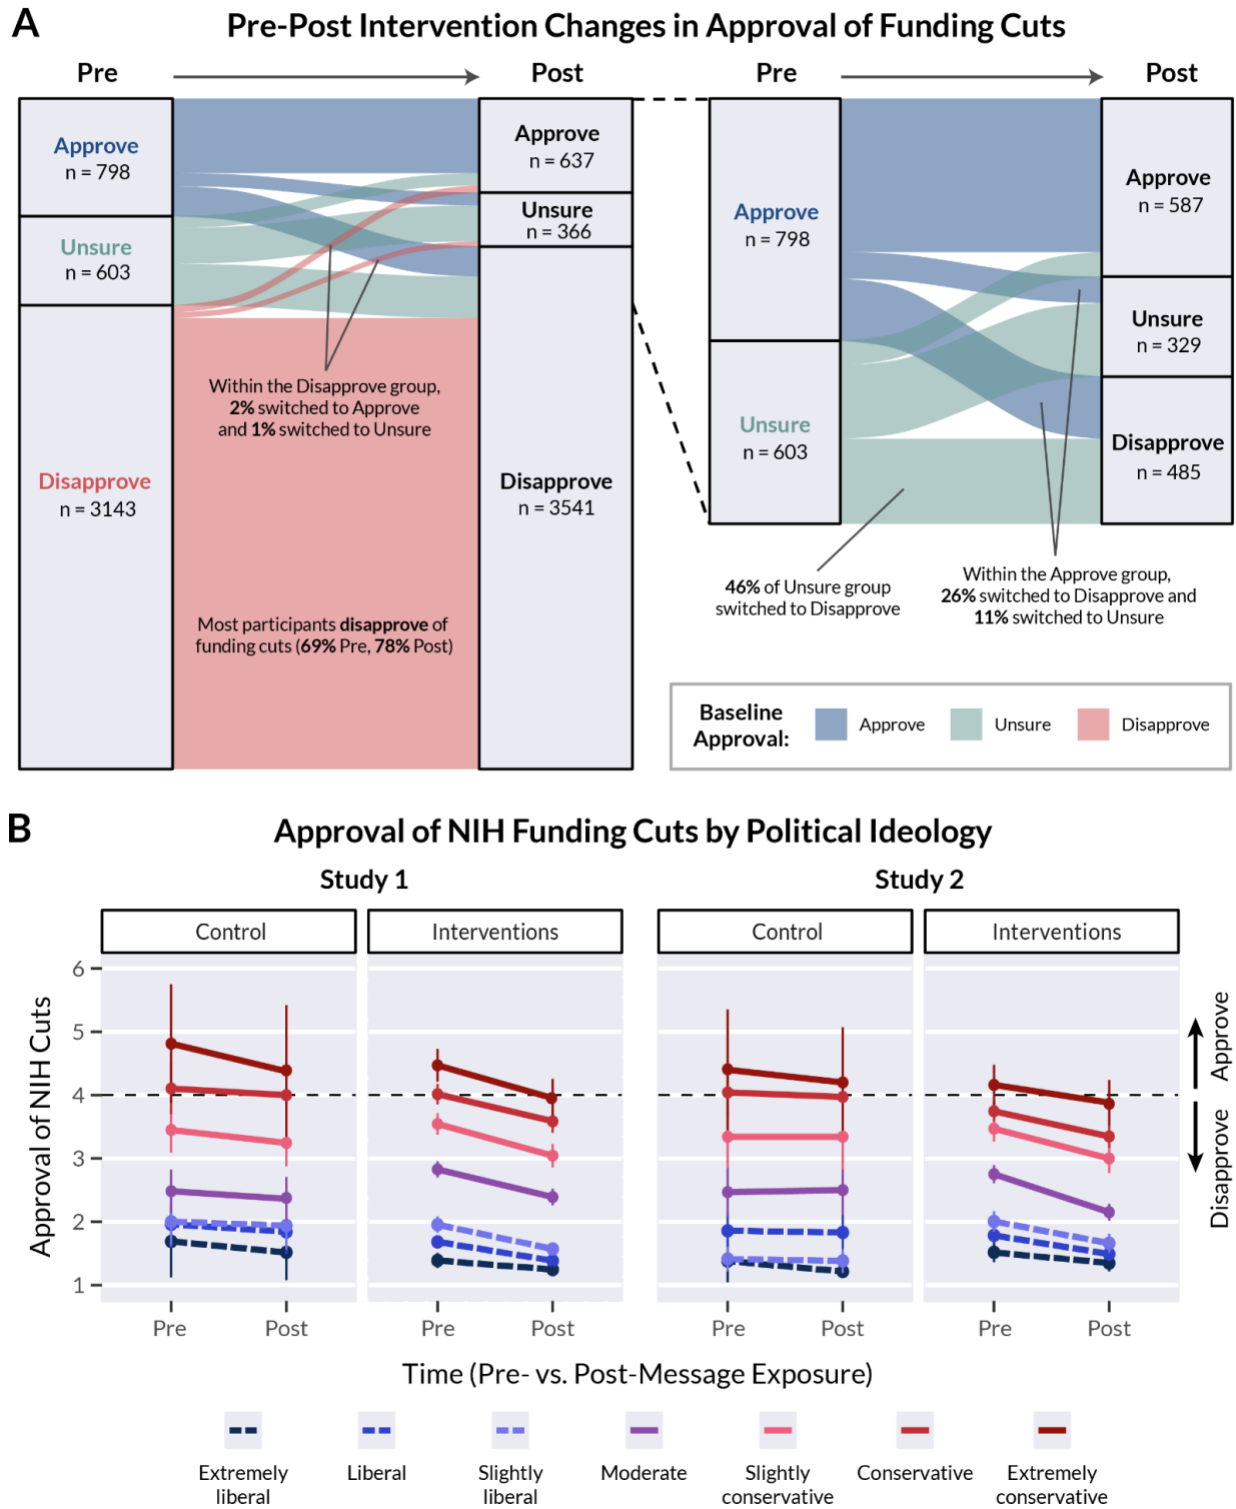 A
Pre-Post Intervention Changes in Approval of Funding Cuts
Pre
Post
Pre
Post
Approve
n = 798
Unsure
n = 603
Disapprove
n = 3143
Approve
n = 637
Unsure
n = 366
Disapprove
n = 3541
Within the Disapprove group,
2% switched to Approve
and 1% switched to Unsure
Most participants disapprove of
funding cuts (69% Pre, 78% Post)
Approve
n = 798
Unsure
n = 603
Approve
n = 587
Unsure
n = 329
Disapprove
n = 485
46% of Unsure group
switched to Disapprove
Within the Approve group,
26% switched to Disapprove and
11% switched to Unsure
Baseline
Approval:
Approve
Unsure
Disapprove
B
Approval of NIH Funding Cuts by Political Ideology
Study 1
Study 2
Control
Interventions
Control
Interventions
Approval of NIH Cuts
6
5
4
3
2
1
Approve
Disapprove
Pre
Post
Pre
Post
Pre
Post
Pre
Post
Time (Pre- vs. Post-Message Exposure)
Extremely
liberal
Liberal
Slightly
liberal
Moderate
Slightly
conservative
Conservative
Extremely
conservative